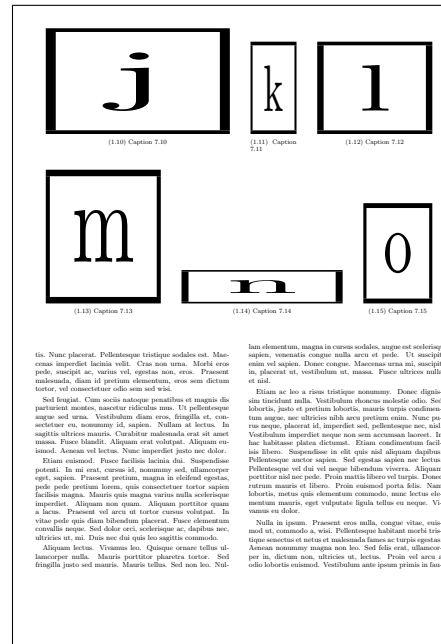 j
k
l
(1.10) Caption 7.10
(1.11) Caption
7.11
(1.12) Caption 7.12
m
n
o
(1.13) Caption 7.13
(1.14) Caption 7.14
(1.15) Caption 7.15
tis. Nunc placerat. Pellentesque tristique sodales est. Mae-
cenas imperdiet lacinia velit. Cras non urna. Morbi eros
pede, suscipit ac, varius vel, egestas non, eros. Praesent
malesuada, diam id pretium elementum, eros sem dictum
tortor, vel consectetuer odio sem sed wisi.
Sed feugiat. Cum sociis natoque penatibus et magnis dis
parturient montes, nascetur ridiculus mus. Ut pellentesque
augue sed urna. Vestibulum diam eros, fringilla et, con-
sectetuer eu, nonummy id, sapien. Nullam at lectus. In
sagittis ultrices mauris. Curabitur malesuada erat sit amet
massa. Fusce blandit. Aliquam erat volutpat. Aliquam eu-
ismod. Aenean vel lectus. Nunc imperdiet justo nec dolor.
Etiam euismod. Fusce facilisis lacinia dui. Suspendisse
potenti. In mi erat, cursus id, nonummy sed, ullamcorper
eget, sapien. Praesent pretium, magna in eleifend egestas,
pede pede pretium lorem, quis consectetuer tortor sapien
facilisis magna. Mauris quis magna varius nulla scelerisque
imperdiet. Aliquam non quam. Aliquam porttitor quam
a lacus. Praesent vel arcu ut tortor cursus volutpat. In
vitae pede quis diam bibendum placerat. Fusce elementum
convallis neque. Sed dolor orci, scelerisque ac, dapibus nec,
ultricies ut, mi. Duis nec dui quis leo sagittis commodo.
Aliquam lectus. Vivamus leo. Quisque ornare tellus ul-
lamcorper nulla. Mauris porttitor pharetra tortor. Sed
fringilla justo sed mauris. Mauris tellus. Sed non leo. Nul-
lam elementum, magna in cursus sodales, augue est scelerisque
sapien, venenatis congue nulla arcu et pede. Ut suscipit
enim vel sapien. Donec congue. Maecenas urna mi, suscipit
in, placerat ut, vestibulum ut, massa. Fusce ultrices nulla
et nisl.
Etiam ac leo a risus tristique nonummy. Donec dignis-
sim tincidunt nulla. Vestibulum rhoncus molestie odio. Sed
lobortis, justo et pretium lobortis, mauris turpis condimen-
tum augue, nec ultricies nibh arcu pretium enim. Nunc pu-
rus neque, placerat id, imperdiet sed, pellentesque nec, nisl.
Vestibulum imperdiet neque non sem accumsan laoreet. In
hac habitasse platea dictumst. Etiam condimentum facil-
isis libero. Suspendisse in elit quis nisl aliquam dapibus.
Pellentesque auctor sapien. Sed egestas sapien nec lectus.
Pellentesque vel dui vel neque bibendum viverra. Aliquam
porttitor nisl nec pede. Proin mattis libero vel turpis. Donec
rutrum mauris et libero. Proin euismod porta felis. Nam
lobortis, metus quis elementum commodo, nunc lectus ele-
mentum mauris, eget vulputate ligula tellus eu neque. Vi-
vamus eu dolor.
Nulla in ipsum. Praesent eros nulla, congue vitae, euis-
mod ut, commodo a, wisi. Pellentesque habitant morbi tris-
tique senectus et netus et malesuada fames ac turpis egestas.
Aenean nonummy magna non leo. Sed felis erat, ullamcor-
per in, dictum non, ultricies ut, lectus. Proin vel arcu a
odio lobortis euismod. Vestibulum ante ipsum primis in fau-